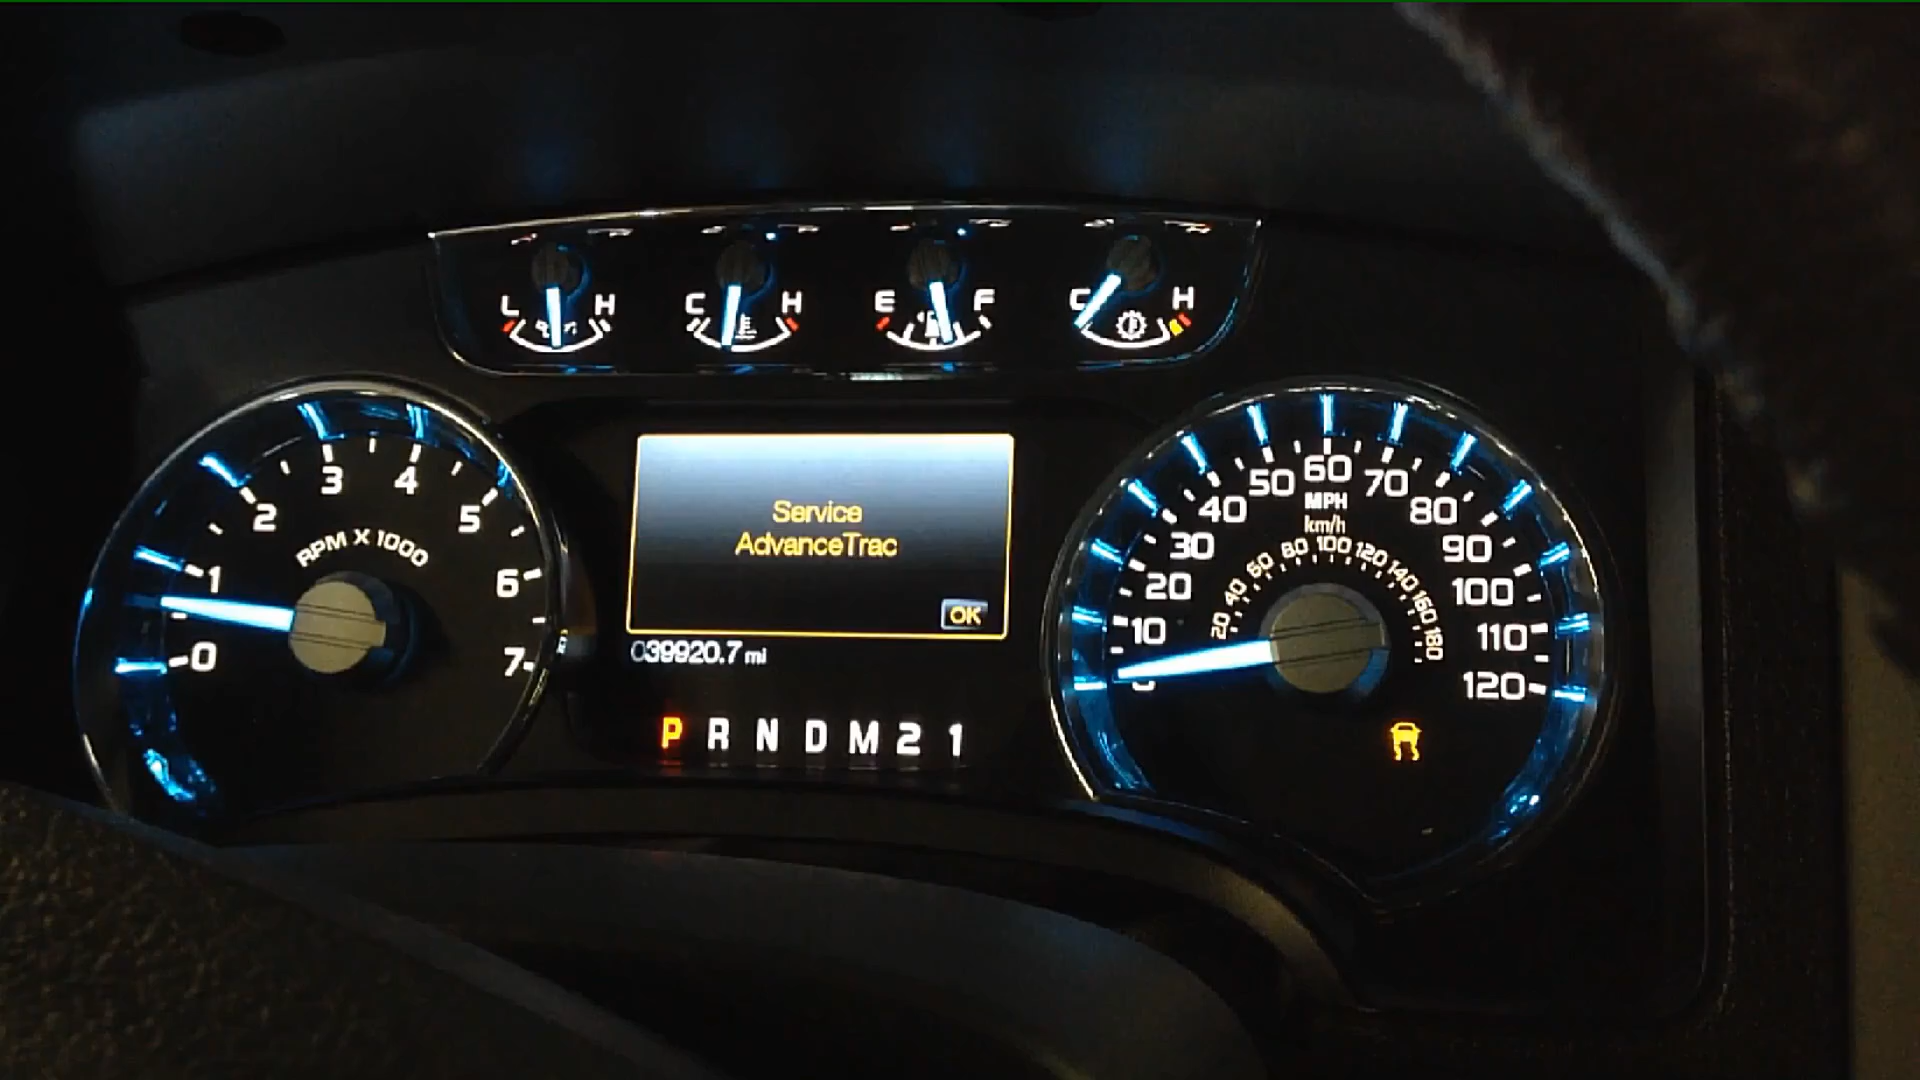 L H C H E F C H
1 2 3 4 5 6 7
0
RPM X 1000
Service
AdvanceTrac
OK
039920.7 mi
P R N D M 2 1
10 20 30 40 50 60 70 80 90 100 110 120
MPH
km/h
20 40 60 80 100 120 140 160 180